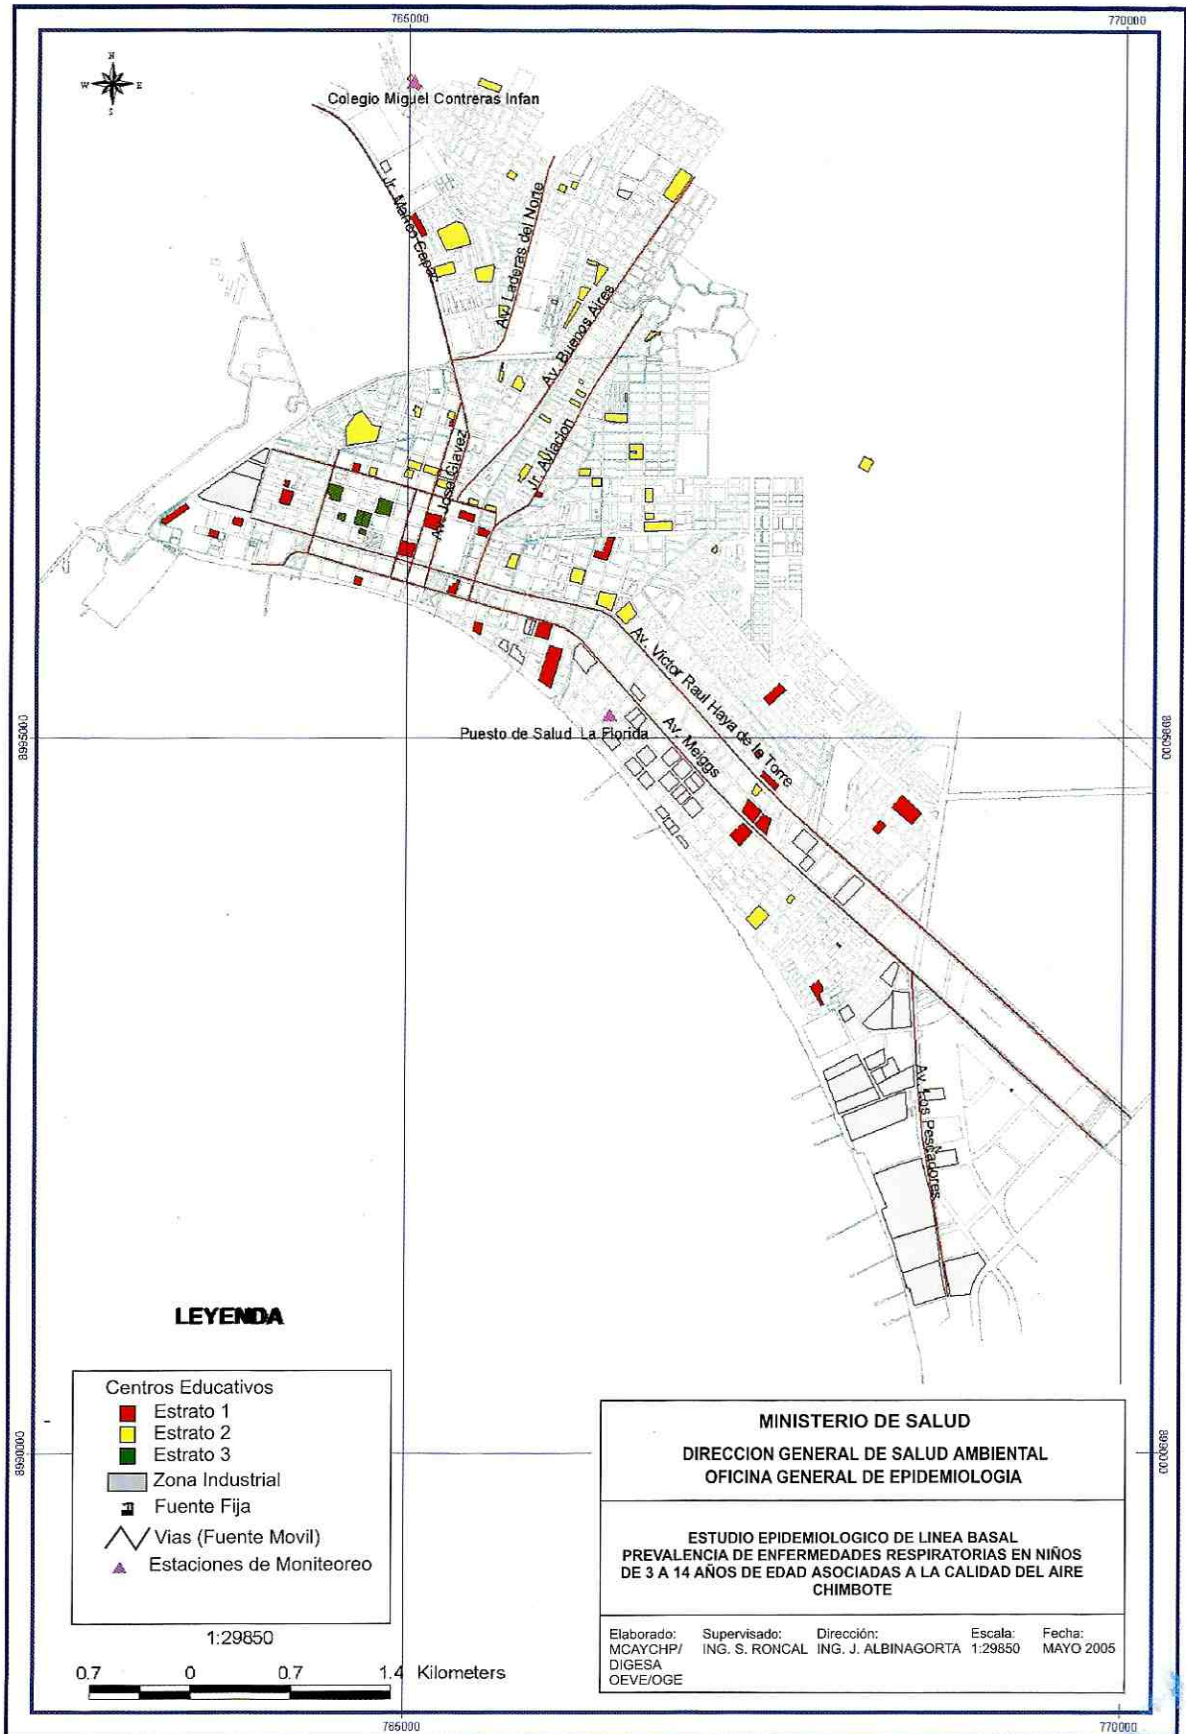 765000
770000
N
W
E
S
Colegio Miguel Contreras Infan
Jr. Manco Capac
Av. Laderas del Norte
Av. Buenos Aires
Jr. Aviacion
Av. Jose Glavez
Av. Victor Raul Haya de la Torre
Av. Meiggs
Puesto de Salud La Florida
8995000
8995000
Av. Los Pescadores
8990000
8990000
LEYENDA
Centros Educativos
Estrato 1
Estrato 2
Estrato 3
Zona Industrial
Fuente Fija
Vias (Fuente Movil)
Estaciones de Moniteoreo
1:29850
0.7 0 0.7 1.4 Kilometers
MINISTERIO DE SALUD
DIRECCION GENERAL DE SALUD AMBIENTAL
OFICINA GENERAL DE EPIDEMIOLOGIA
ESTUDIO EPIDEMIOLOGICO DE LINEA BASAL
PREVALENCIA DE ENFERMEDADES RESPIRATORIAS EN NIÑOS
DE 3 A 14 AÑOS DE EDAD ASOCIADAS A LA CALIDAD DEL AIRE
CHIMBOTE
Elaborado: Supervisado: Dirección: Escala: Fecha:
MCAYCHP/ ING. S. RONCAL ING. J. ALBINAGORTA 1:29850 MAYO 2005
DIGESA
OEVE/OGE
765000
770000